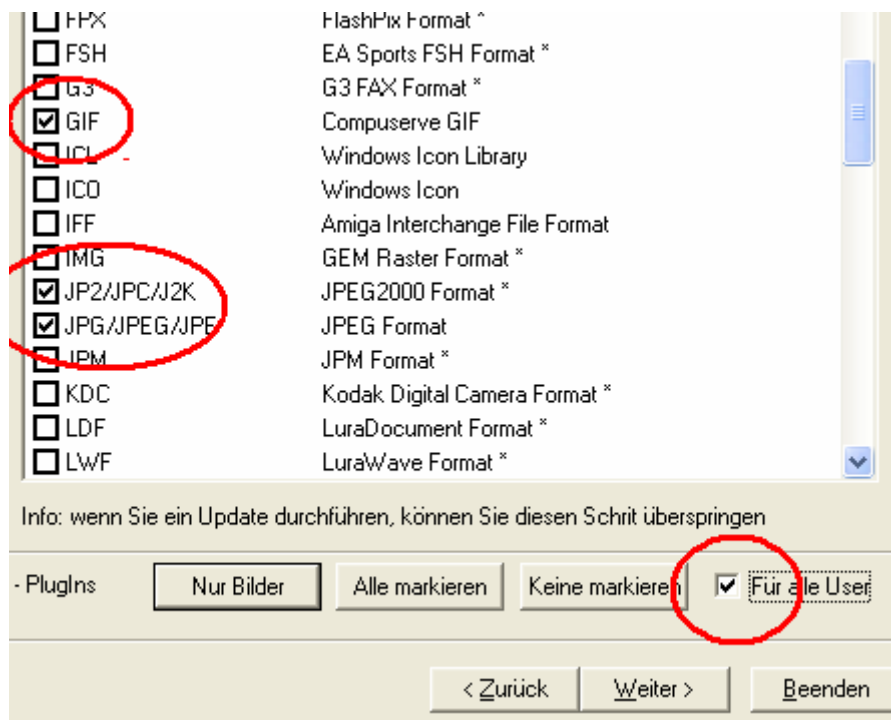 FPX FlashPix Format *
FSH EA Sports FSH Format *
G3 G3 FAX Format *
GIF Compuserve GIF
ICL Windows Icon Library
ICO Windows Icon
IFF Amiga Interchange File Format
IMG GEM Raster Format *
JP2/JPC/J2K JPEG2000 Format *
JPG/JPEG/JPE JPEG Format
JPM JPM Format *
KDC Kodak Digital Camera Format *
LDF LuraDocument Format *
LWF LuraWave Format *
Info: wenn Sie ein Update durchführen, können Sie diesen Schrit überspringen
- PlugIns Nur Bilder Alle markieren Keine markieren Für alle User
< Zurück Weiter > Beenden